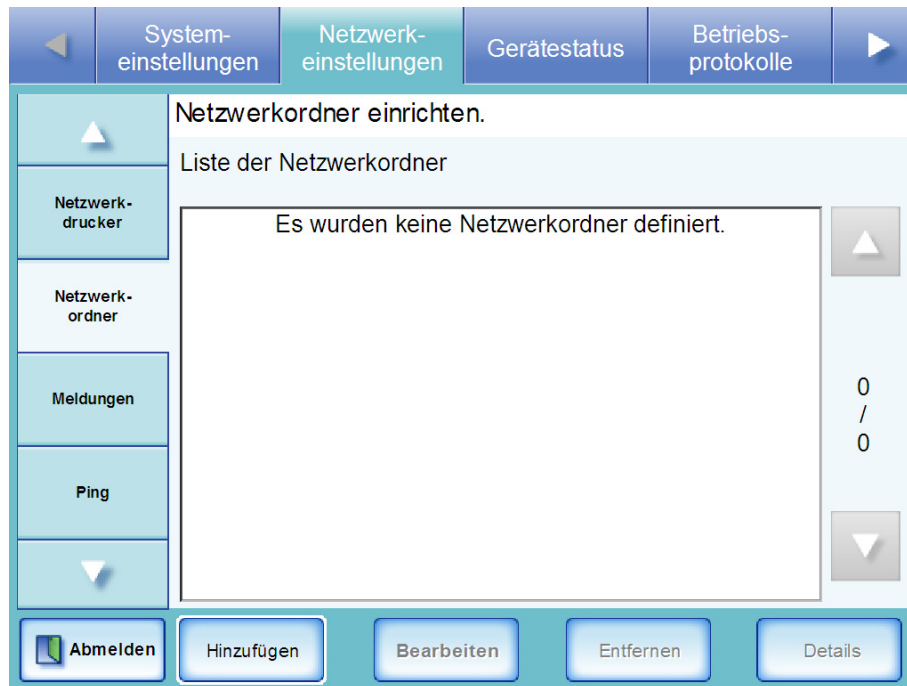 System-
einstellungen
Netzwerk-
einstellungen
Gerätestatus
Betriebs-
protokolle
Netzwerkordner einrichten.
Liste der Netzwerkordner
Es wurden keine Netzwerkordner definiert.
Netzwerk-
drucker
Netzwerk-
ordner
Meldungen
Ping
0
/
0
Abmelden
Hinzufügen
Bearbeiten
Entfernen
Details